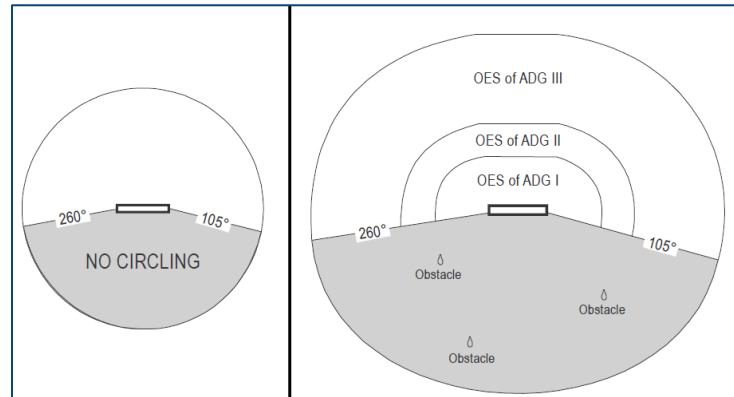 260°
105°
NO CIRCLING
OES of ADG III
OES of ADG II
OES of ADG I
260°
105°
Obstacle
Obstacle
Obstacle